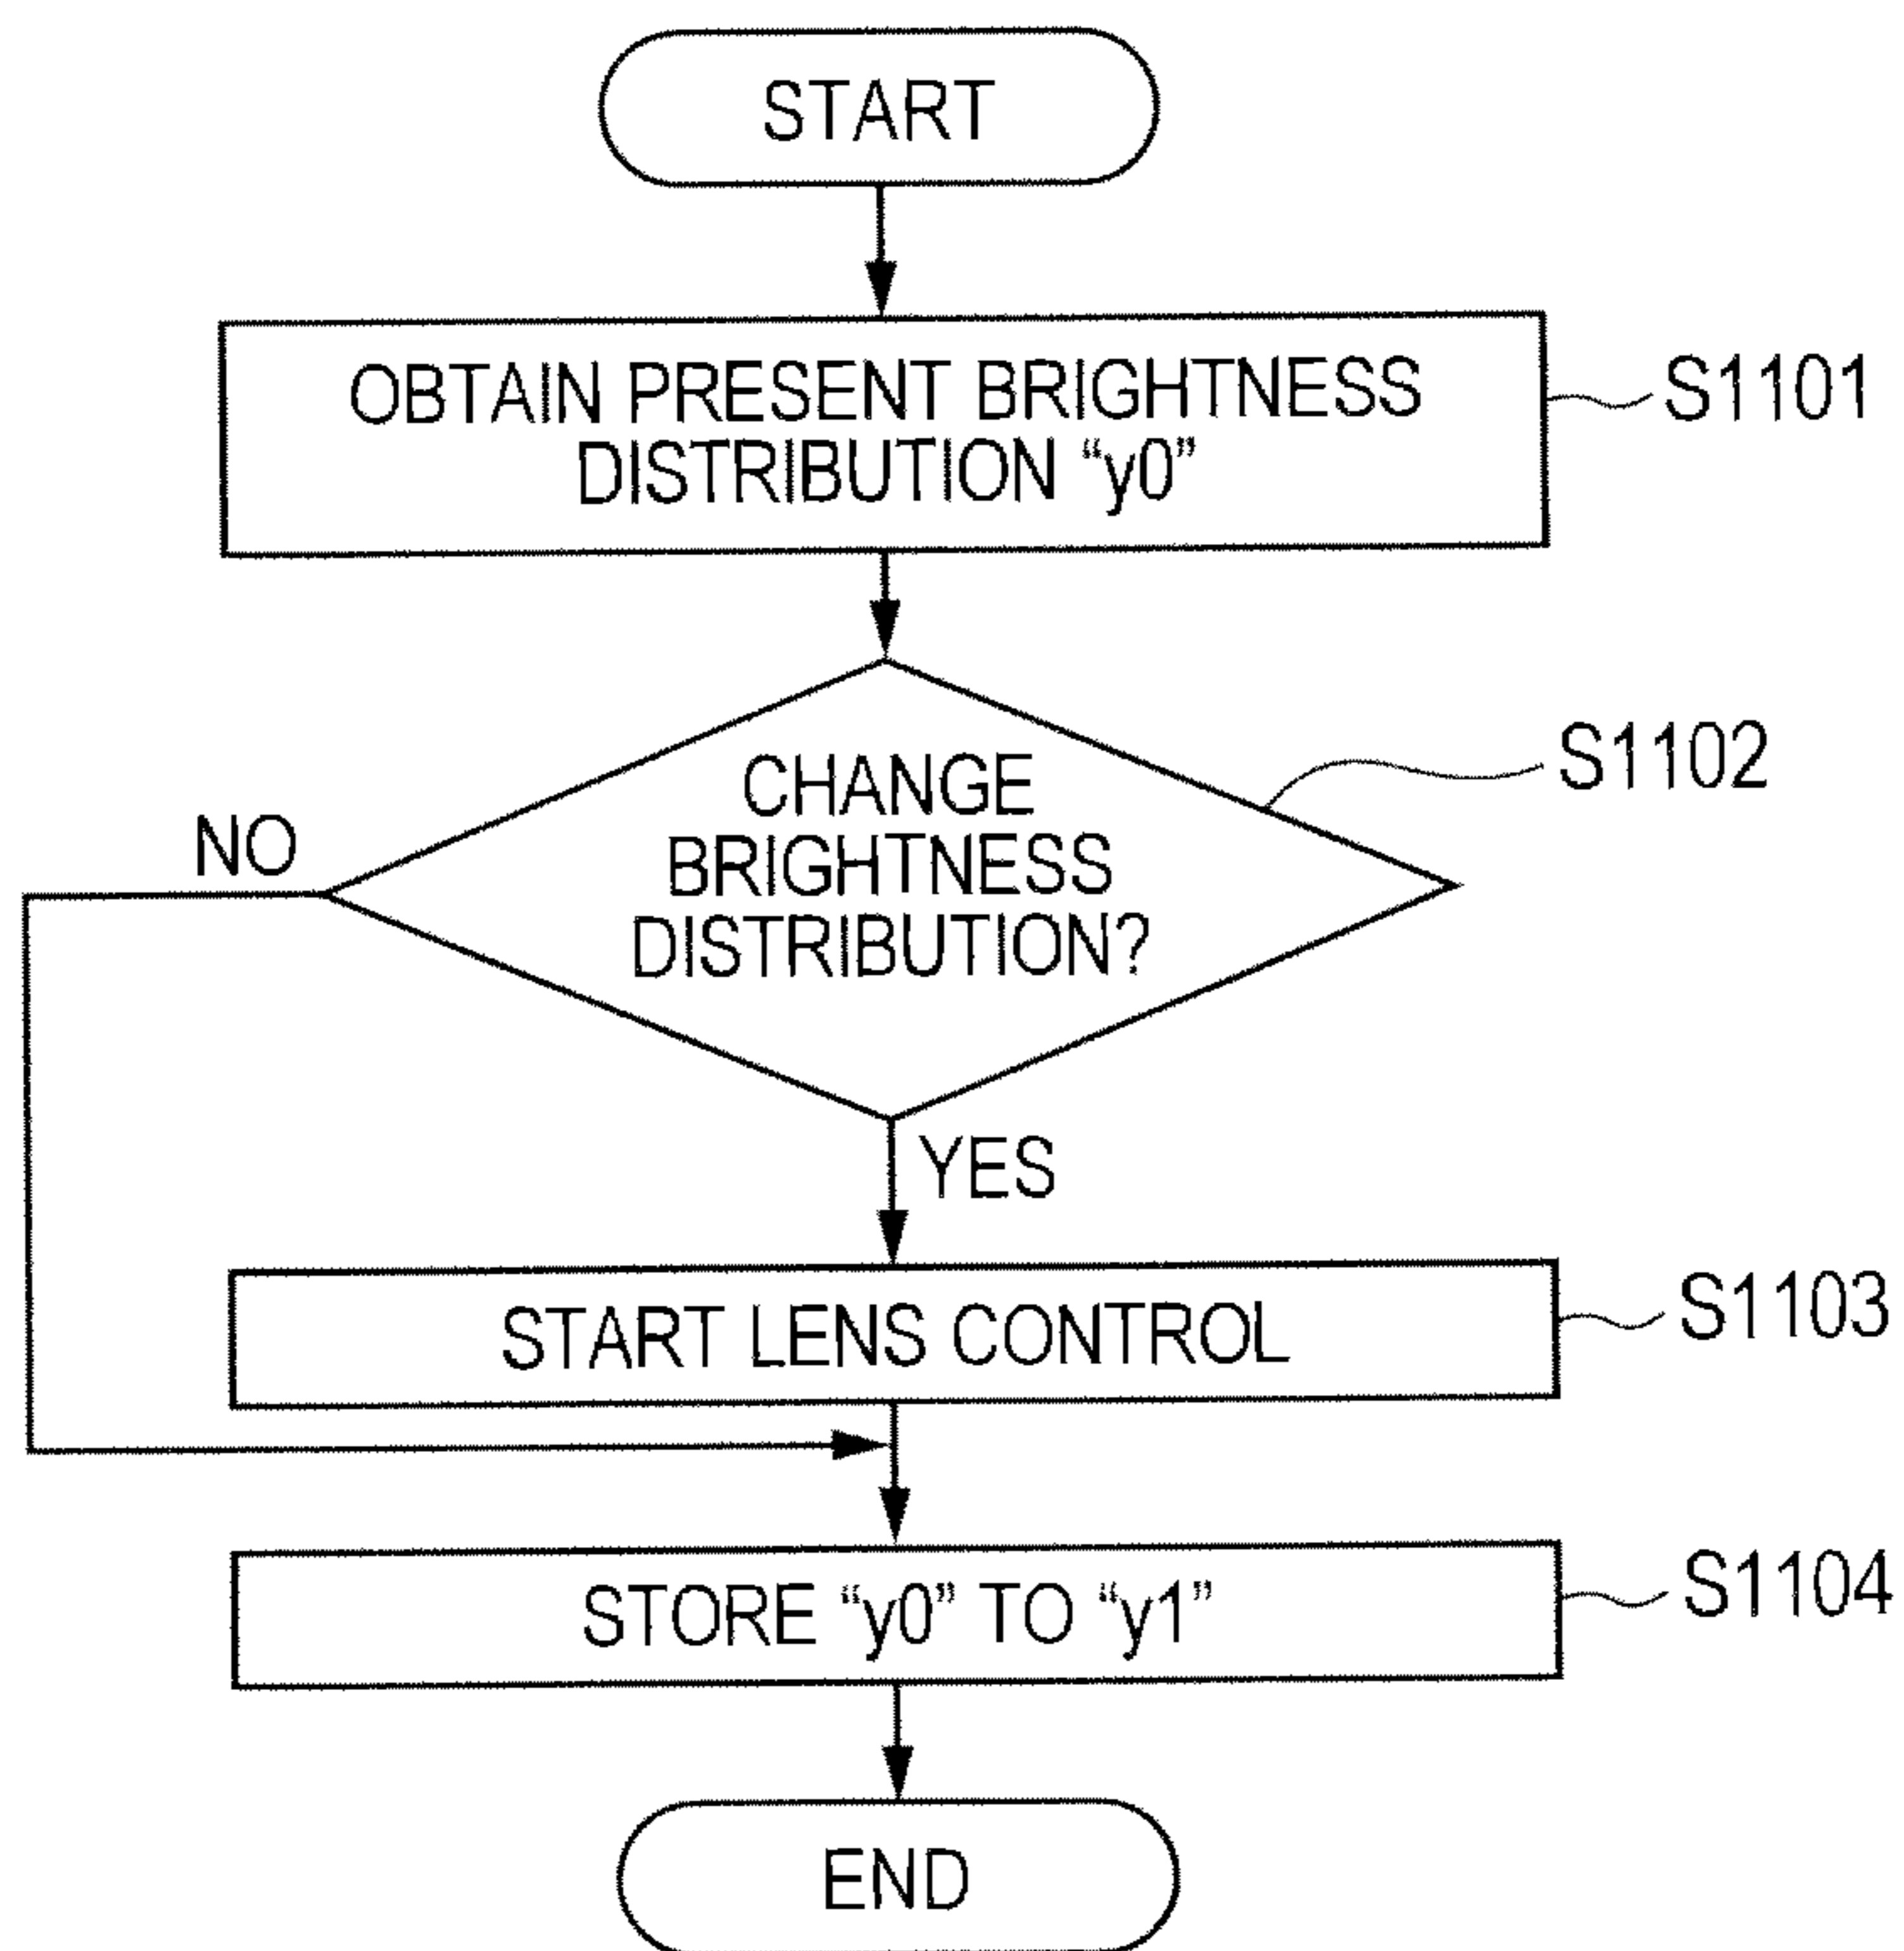 START
OBTAIN PRESENT BRIGHTNESS
DISTRIBUTION “y0”
S1101
CHANGE
BRIGHTNESS
DISTRIBUTION?
S1102
NO
YES
START LENS CONTROL
S1103
STORE “y0” TO “y1”
S1104
END